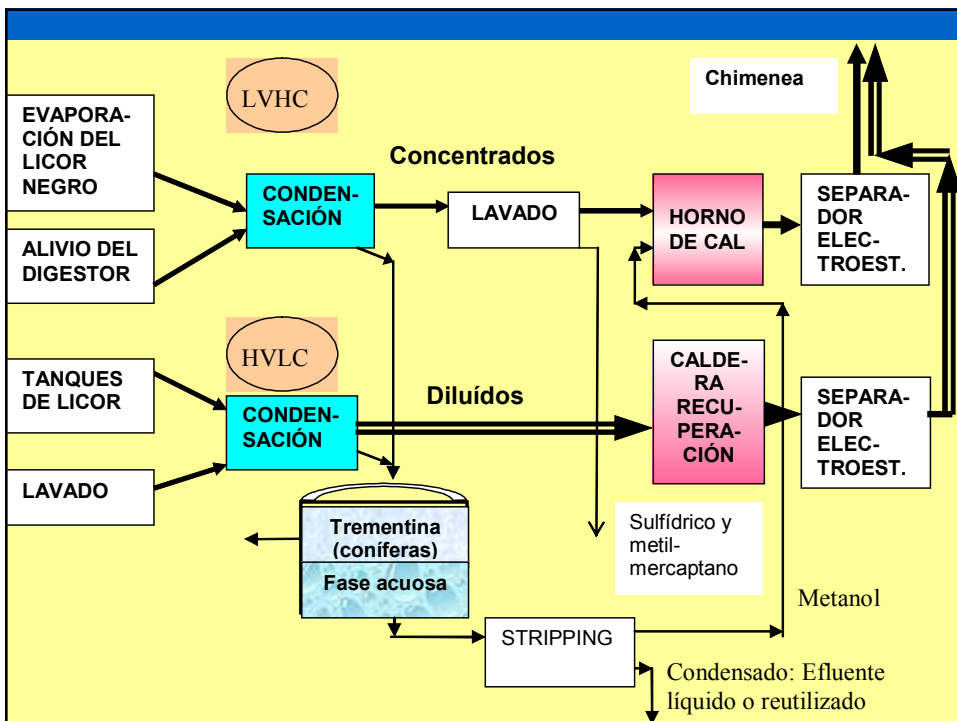 LVHC
Chimenea
EVAPORA-
CIÓN DEL
LICOR
NEGRO
Concentrados
CONDEN-
SACIÓN
LAVADO
HORNO
DE CAL
SEPARA-
DOR
ELEC-
TROEST.
ALIVIO DEL
DIGESTOR
HVLC
TANQUES
DE LICOR
Diluídos
CONDEN-
SACIÓN
CALDE-
RA
RECU-
PERA-
CIÓN
SEPARA-
DOR
ELEC-
TROEST.
LAVADO
Trementina
(coníferas)
Fase acuosa
Sulfídrico y
metil-
mercaptano
Metanol
STRIPPING
Condensado: Efluente
líquido o reutilizado